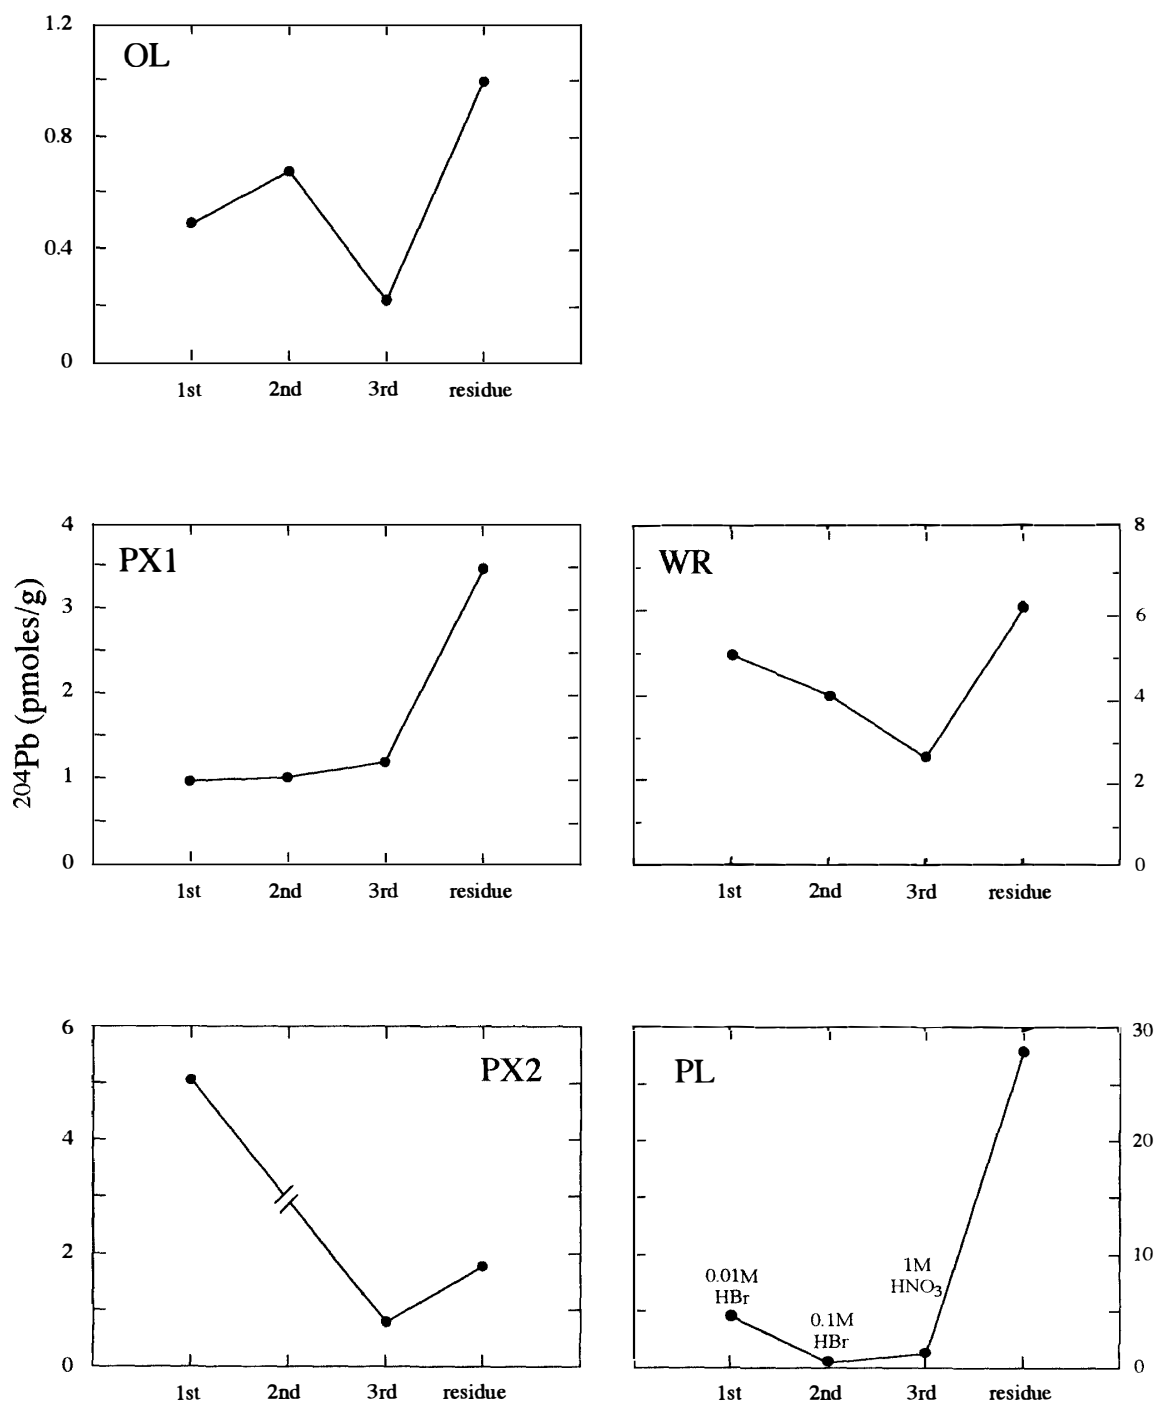 OL
1.2
0.8
0.4
0
1st 2nd 3rd residue
²⁰⁴Pb (pmoles/g)
PX1
4
3
2
1
0
1st 2nd 3rd residue
WR
8
6
4
2
0
1st 2nd 3rd residue
PX2
6
4
2
0
1st 2nd 3rd residue
PL
30
20
10
0
0.01M
HBr
0.1M
HBr
1M
HNO₃
1st 2nd 3rd residue